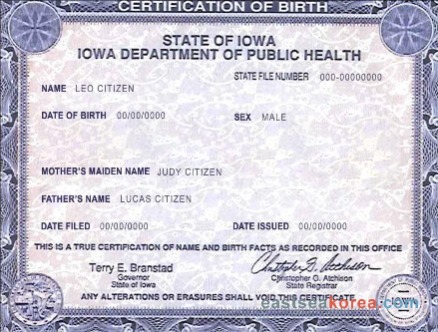 CERTIFICATION OF BIRTH
STATE OF IOWA
IOWA DEPARTMENT OF PUBLIC HEALTH
STATE FILE NUMBER 000-00000000
NAME LEO CITIZEN
DATE OF BIRTH 00/00/0000 SEX MALE
MOTHER'S MAIDEN NAME JUDY CITIZEN
FATHER'S NAME LUCAS CITIZEN
DATE FILED 00/00/0000 DATE ISSUED 00/00/0000
THIS IS A TRUE CERTIFICATION OF NAME AND BIRTH FACTS AS RECORDED IN THIS OFFICE
Christopher G. Atchison
Terry E. Branstad Christopher G. Atchison
Governor State Registrar
State of Iowa
ANY ALTERATIONS OR ERASURES SHALL VOID THIS CERTIFICATE
eastseakorea.com